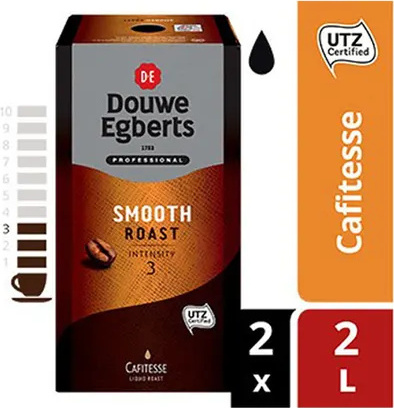 10
9
8
7
6
5
4
3
2
1
D·E
Douwe
Egberts
1753
PROFESSIONAL
SMOOTH
ROAST
INTENSITY
3
UTZ
Certified
CAFITESSE
LIQUID ROAST
UTZ
Certified
Cafitesse
2
x
2
L